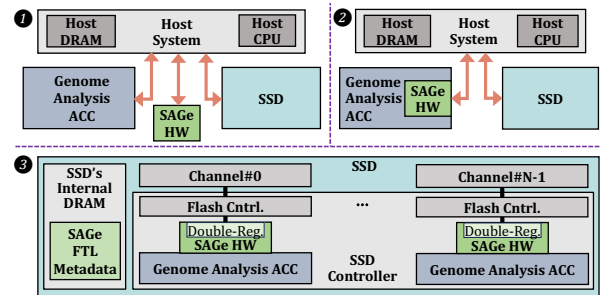 1
Host
DRAM
Host
System
Host
CPU
Genome
Analysis
ACC
SAGe
HW
SSD
2
Host
DRAM
Host
System
Host
CPU
Genome
Analysis
ACC
SAGe
HW
SSD
3
SSD's
Internal
DRAM
SAGe
FTL
Metadata
SSD
Channel#0
Flash Cntrl.
Double-Reg.
SAGe HW
Genome Analysis ACC
...
SSD
Controller
Channel#N-1
Flash Cntrl.
Double-Reg.
SAGe HW
Genome Analysis ACC